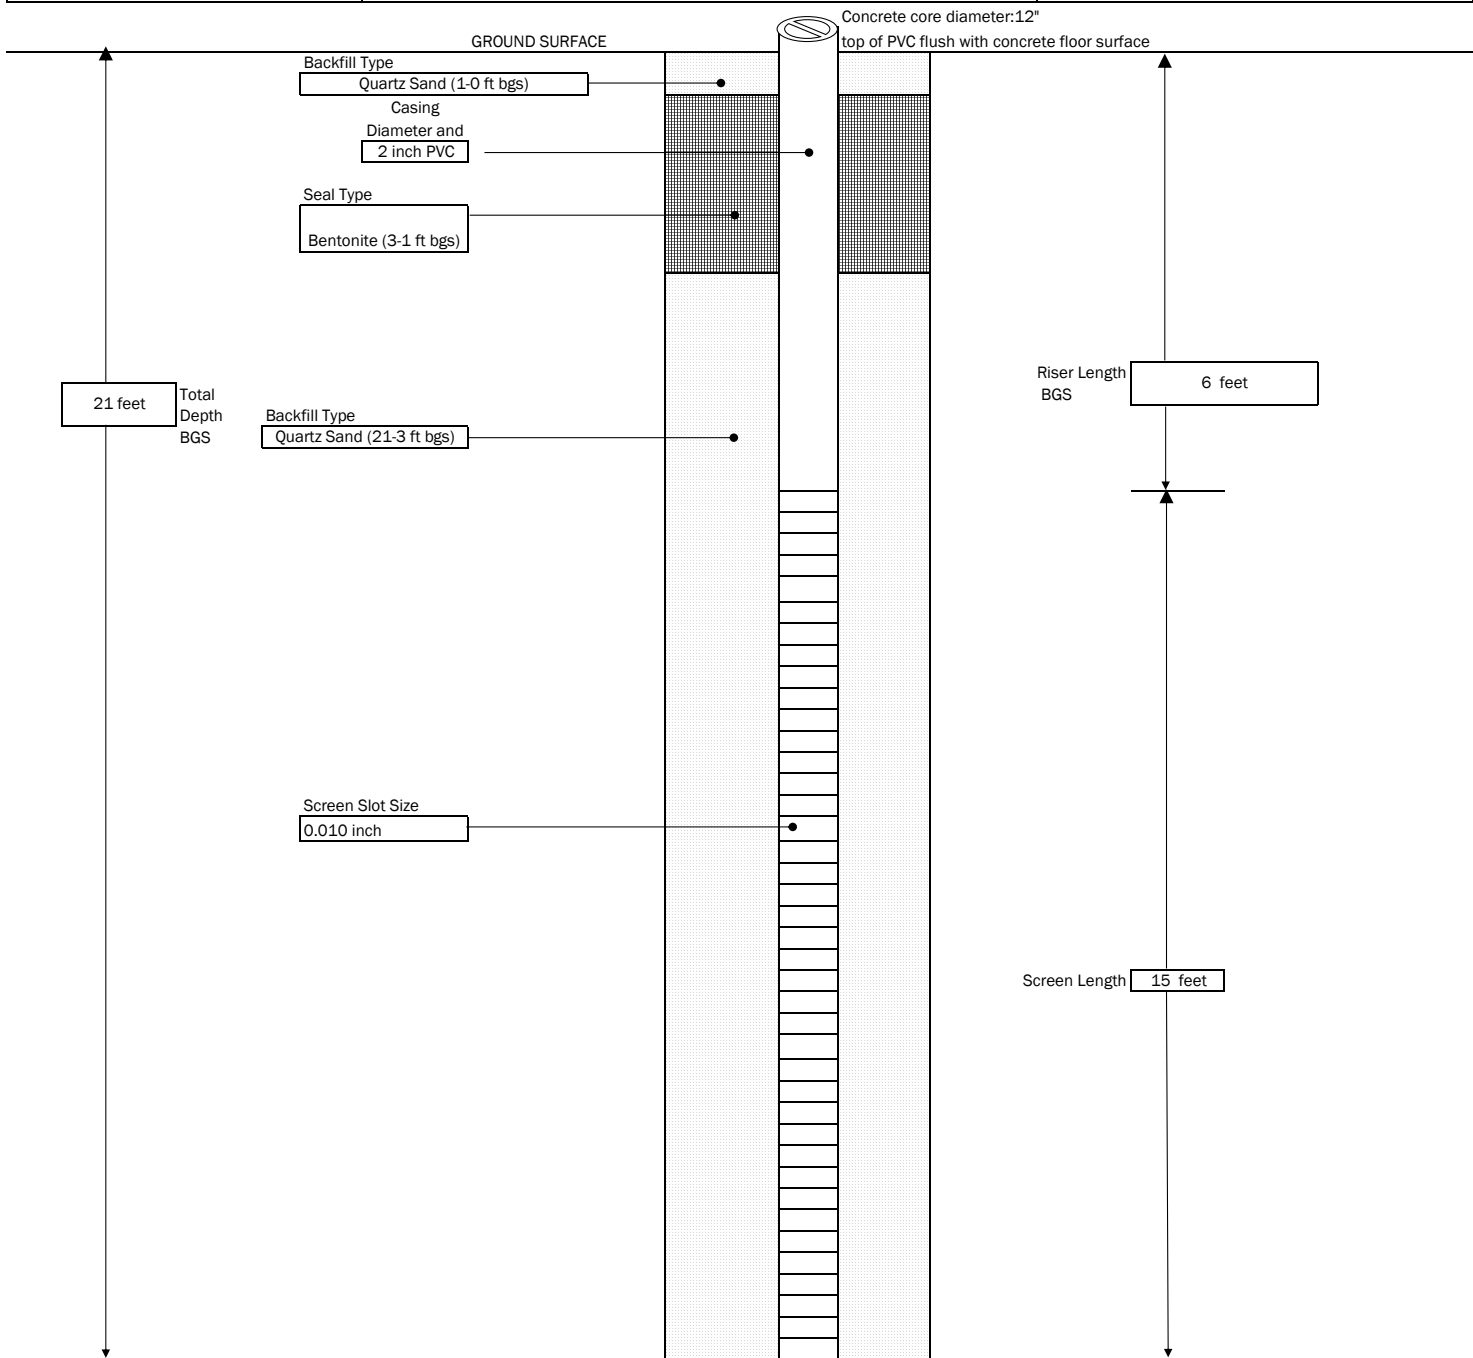 Concrete core diameter:12"
GROUND SURFACE
top of PVC flush with concrete floor surface
Backfill Type
Quartz Sand (1-0 ft bgs)
Casing
Diameter and
2 inch PVC
Seal Type
Bentonite (3-1 ft bgs)
Riser Length
BGS
6 feet
21 feet
Total
Depth
BGS
Backfill Type
Quartz Sand (21-3 ft bgs)
Screen Slot Size
0.010 inch
Screen Length
15 feet